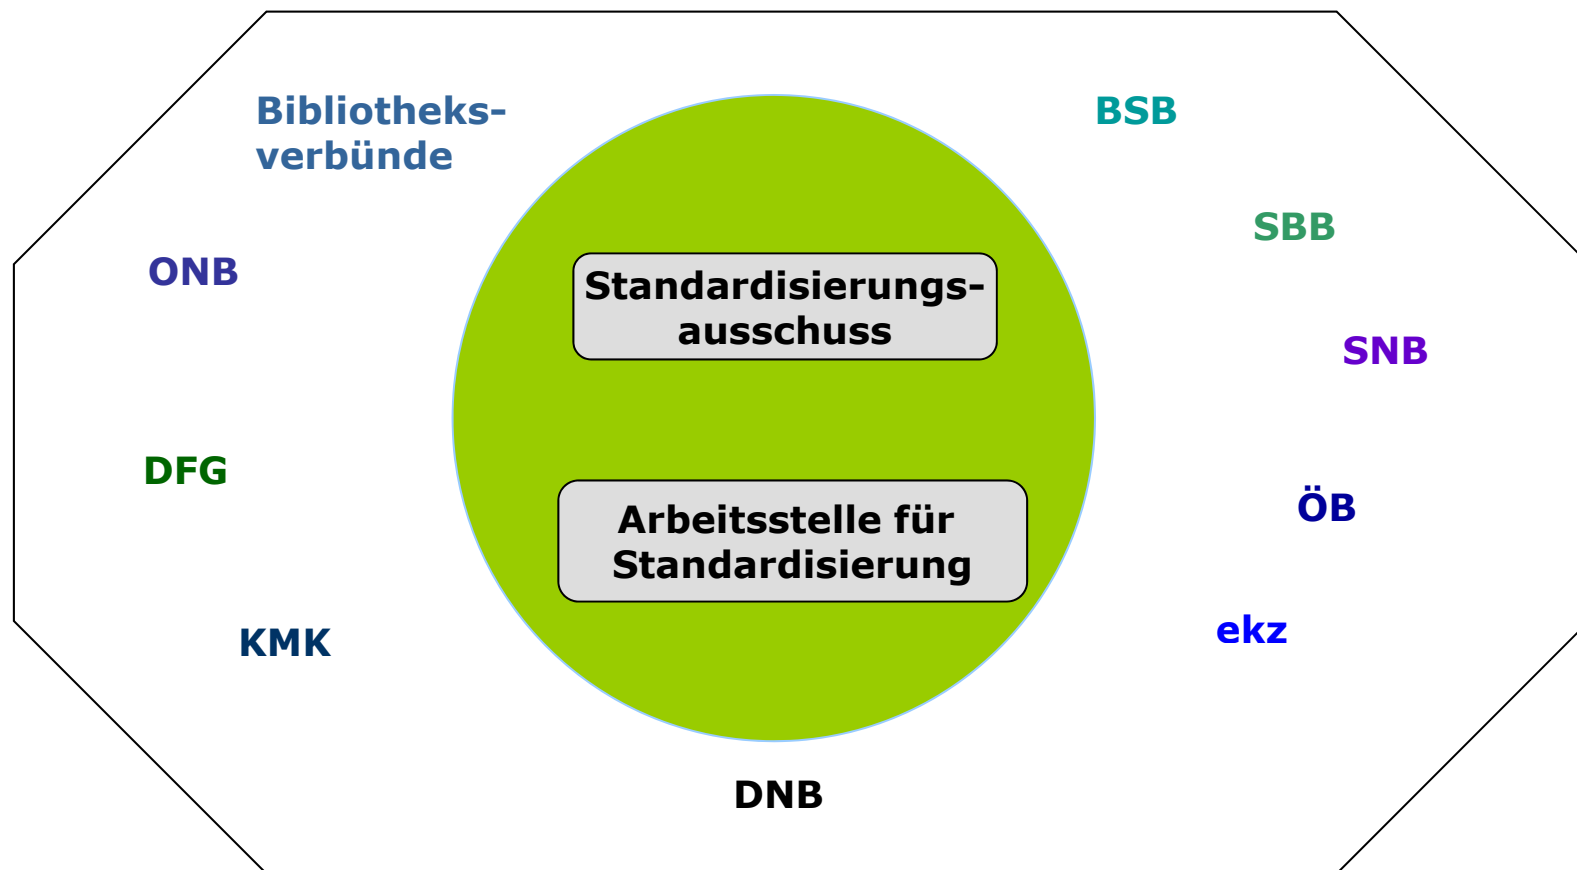 Bibliotheks-
verbünde
BSB
SBB
ONB
Standardisierungs-
ausschuss
SNB
DFG
ÖB
Arbeitsstelle für
Standardisierung
ekz
KMK
DNB